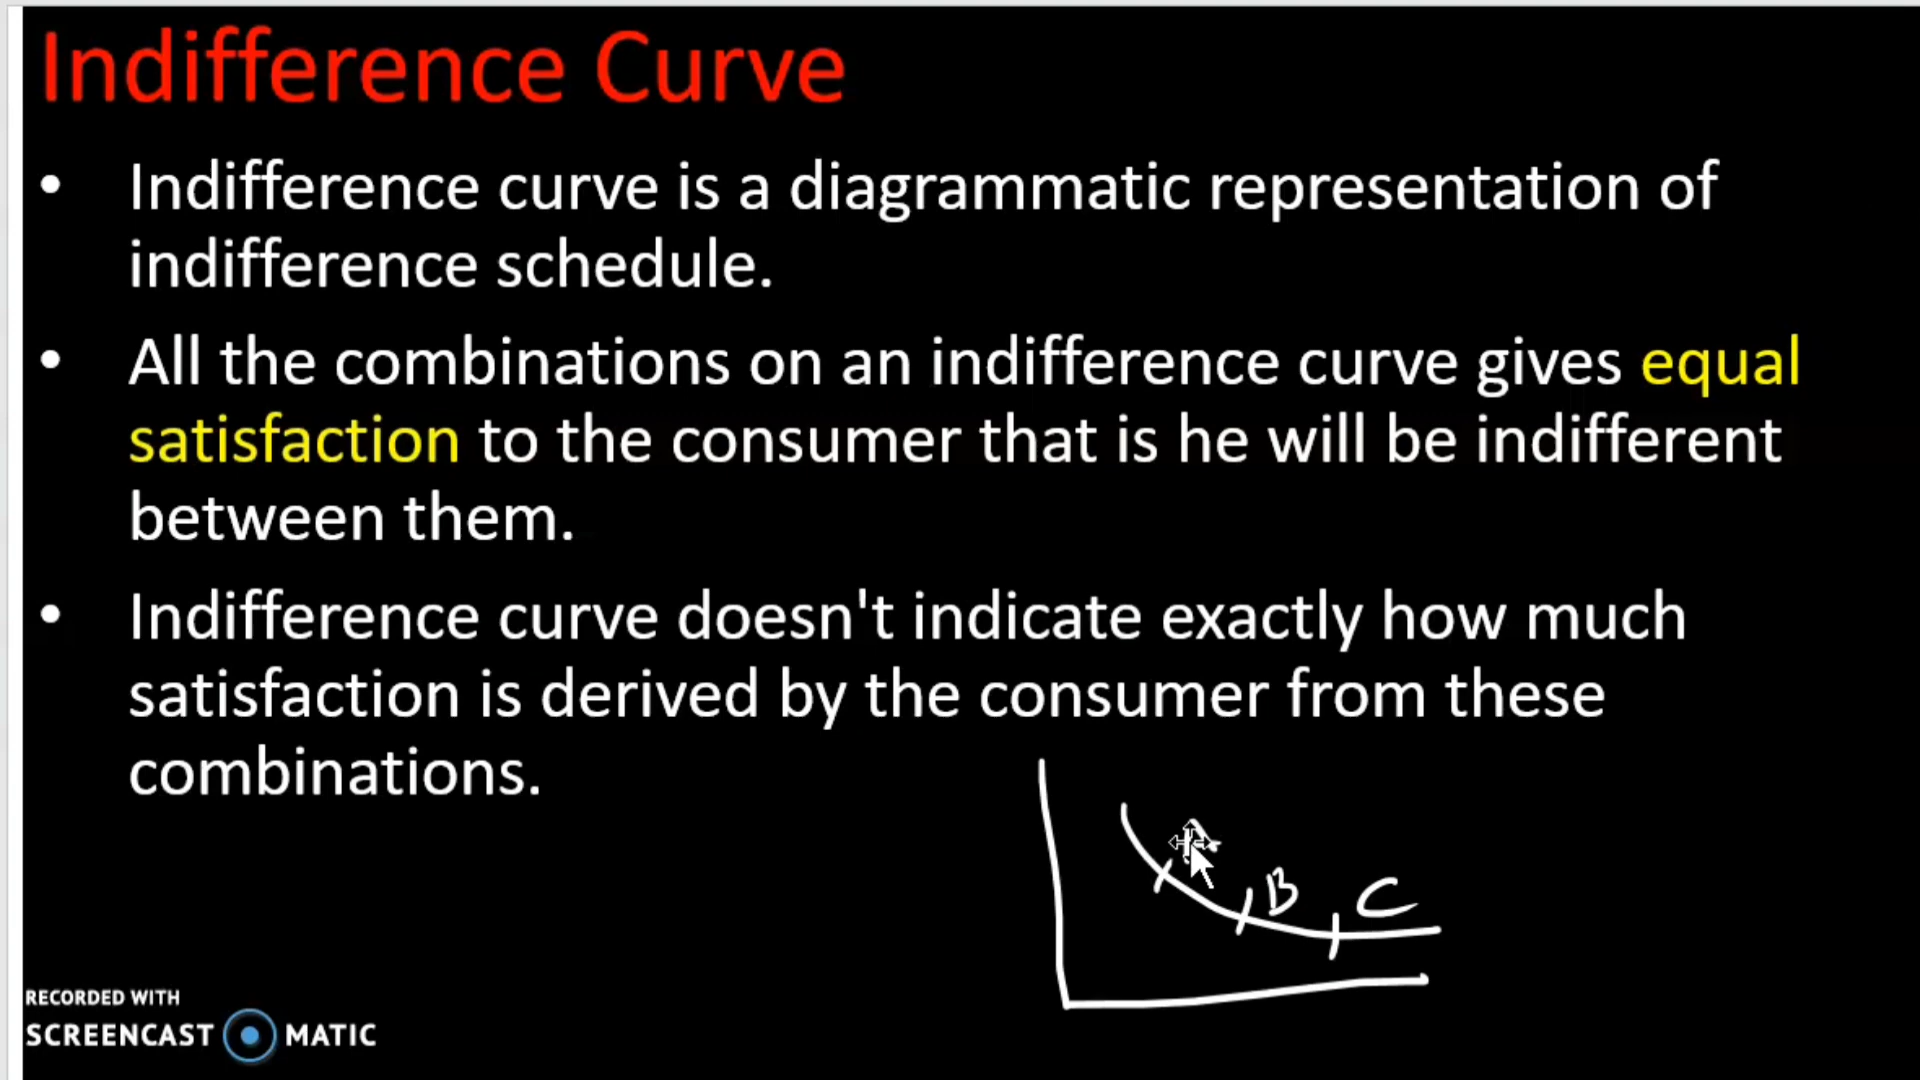 Indifference Curve
• Indifference curve is a diagrammatic representation of
indifference schedule.
• All the combinations on an indifference curve gives equal
satisfaction to the consumer that is he will be indifferent
between them.
• Indifference curve doesn't indicate exactly how much
satisfaction is derived by the consumer from these
combinations.
B
C
RECORDED WITH
SCREENCAST MATIC